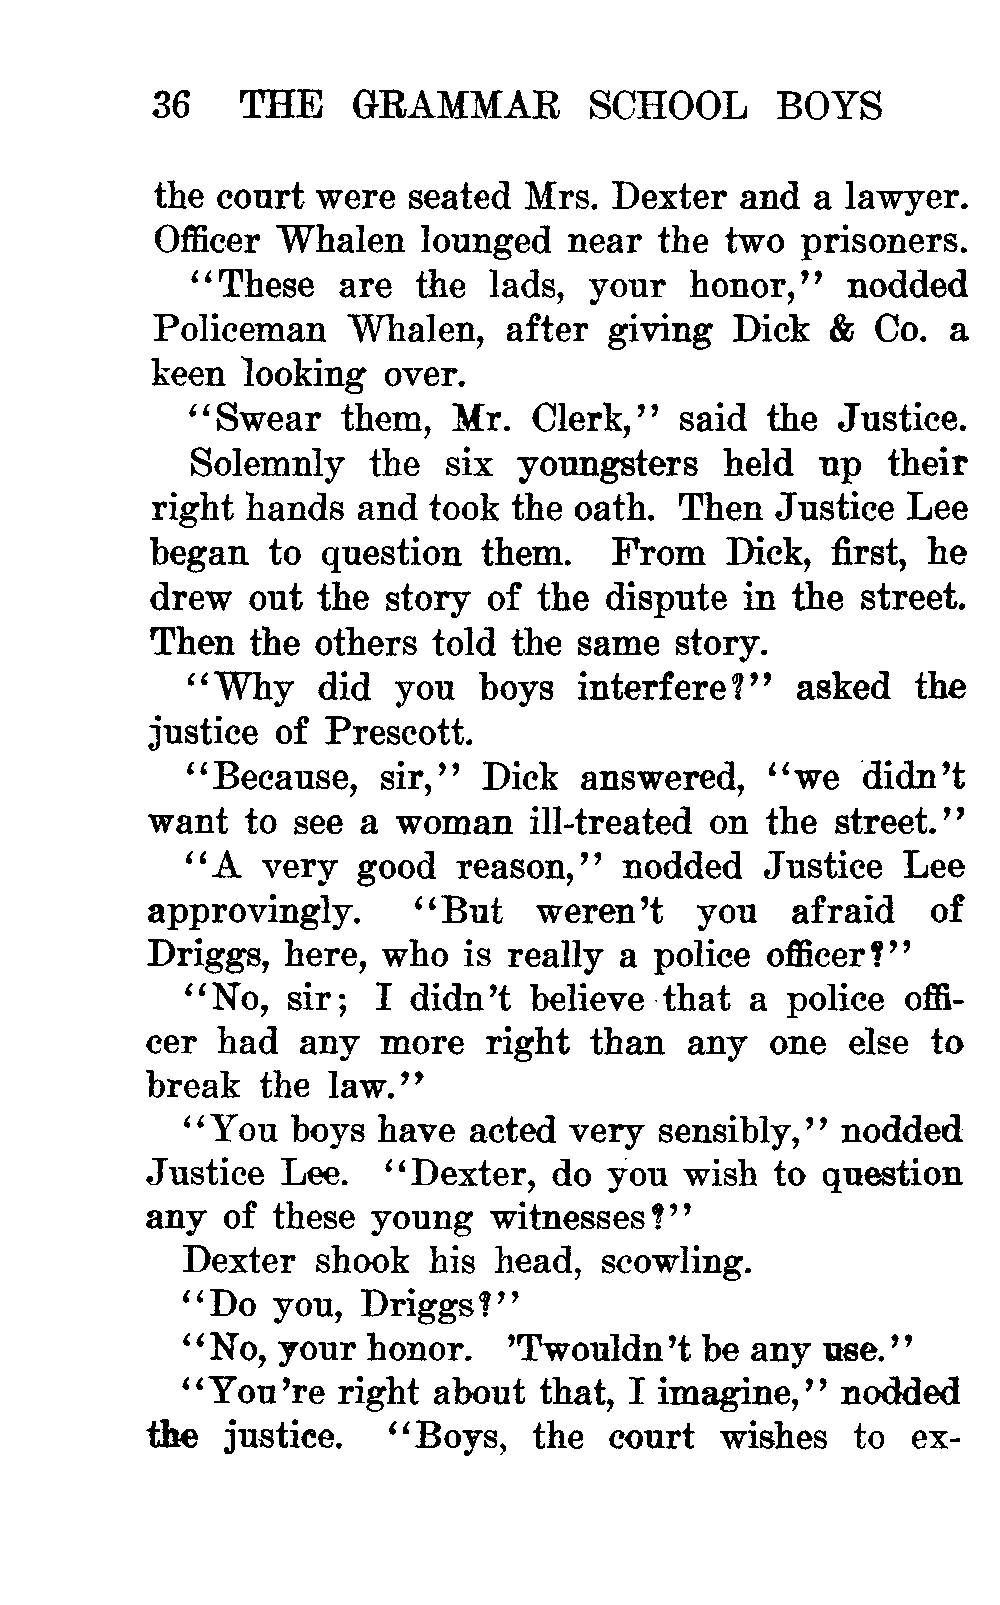 36 THE GRAMMAR SCHOOL BOYS
the court were seated Mrs. Dexter and a lawyer.
Officer Whalen lounged near the two prisoners.
“These are the lads, your honor,” nodded
Policeman Whalen, after giving Dick & Co. a
keen looking over.
“Swear them, Mr. Clerk,” said the Justice.
Solemnly the six youngsters held up their
right hands and took the oath. Then Justice Lee
began to question them. From Dick, first, he
drew out the story of the dispute in the street.
Then the others told the same story.
“Why did you boys interfere?” asked the
justice of Prescott.
“Because, sir,” Dick answered, “we didn’t
want to see a woman ill-treated on the street.”
“A very good reason,” nodded Justice Lee
approvingly. “But weren’t you afraid of
Driggs, here, who is really a police officer?”
“No, sir; I didn’t believe that a police offi-
cer had any more right than any one else to
break the law.”
“You boys have acted very sensibly,” nodded
Justice Lee. “Dexter, do you wish to question
any of these young witnesses?”
Dexter shook his head, scowling.
“Do you, Driggs?”
“No, your honor. ’Twouldn’t be any use.”
“You’re right about that, I imagine,” nodded
the justice. “Boys, the court wishes to ex-